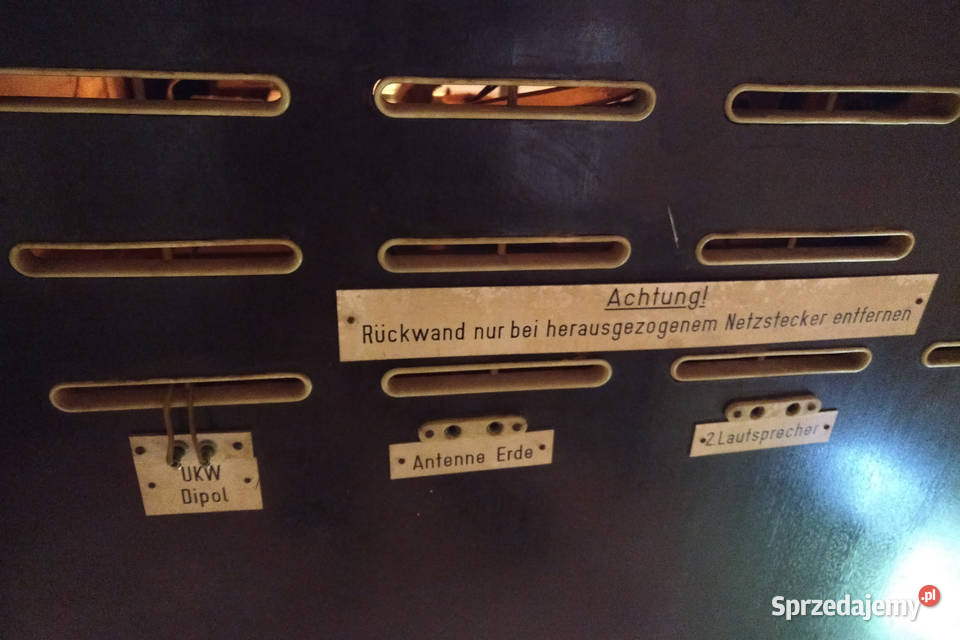 Achtung!
Rückwand nur bei herausgezogenem Netzstecker entfernen
UKW
Dipol
Antenne Erde
2.Lautsprecher
Sprzedajemy.pl